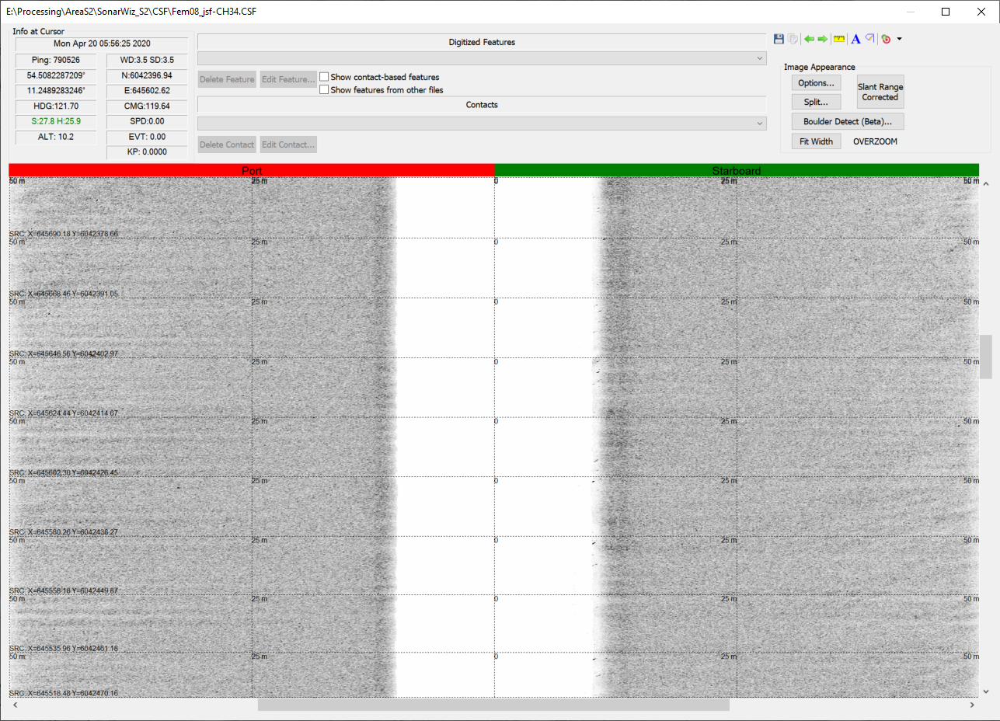 E:\Processing\AreaS2\SonarWiz_S2\CSF\Fem08_jsf-CH34.CSF
Info at Cursor
Mon Apr 20 05:56:25 2020
Ping: 790526 WD:3.5 SD:3.5
54.5082287209° N:6042396.94
11.2489283246° E:645602.62
HDG:121.70 CMG:119.64
S:27.8 H:25.9 SPD:0.00
ALT: 10.2 EVT: 0.00
KP: 0.0000
Digitized Features
Delete Feature Edit Feature... Show contact-based features
Show features from other files
Contacts
Delete Contact Edit Contact...
Image Appearance
Options... Slant Range Corrected
Split...
Boulder Detect (Beta)...
Fit Width OVERZOOM
Port Starboard
50 m 25 m 0 25 m 50 m
SRC: X=645690.18 Y=6042378.66
50 m 25 m 0 25 m 50 m
SRC: X=645668.46 Y=6042391.05
50 m 25 m 0 25 m 50 m
SRC: X=645646.56 Y=6042402.97
50 m 25 m 0 25 m 50 m
SRC: X=645624.44 Y=6042414.67
50 m 25 m 0 25 m 50 m
SRC: X=645602.30 Y=6042426.45
50 m 25 m 0 25 m 50 m
SRC: X=645580.26 Y=6042438.27
50 m 25 m 0 25 m 50 m
SRC: X=645558.18 Y=6042449.87
50 m 25 m 0 25 m 50 m
SRC: X=645535.96 Y=6042461.18
50 m 25 m 0 25 m 50 m
SRC: X=645518.48 Y=6042470.16